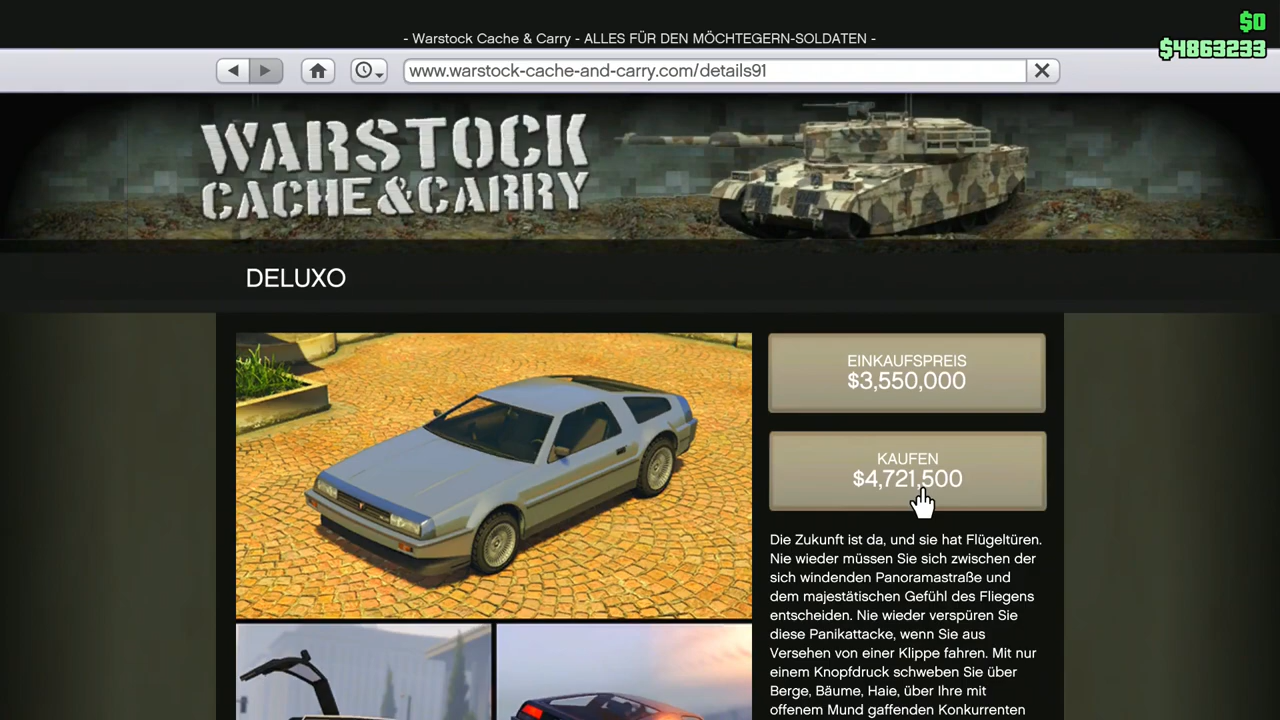 $0
- Warstock Cache & Carry - ALLES FÜR DEN MÖCHTEGERN-SOLDATEN -
$4863233
www.warstock-cache-and-carry.com/details91
WARSTOCK
CACHE & CARRY
DELUXO
EINKAUFSPREIS
$3,550,000
KAUFEN
$4,721,500
Die Zukunft ist da, und sie hat Flügeltüren.
Nie wieder müssen Sie sich zwischen der
sich windenden Panoramastraße und
dem majestätischen Gefühl des Fliegens
entscheiden. Nie wieder verspüren Sie
diese Panikattacke, wenn Sie aus
Versehen von einer Klippe fahren. Mit nur
einem Knopfdruck schweben Sie über
Berge, Bäume, Haie, über Ihre mit
offenem Mund gaffenden Konkurrenten